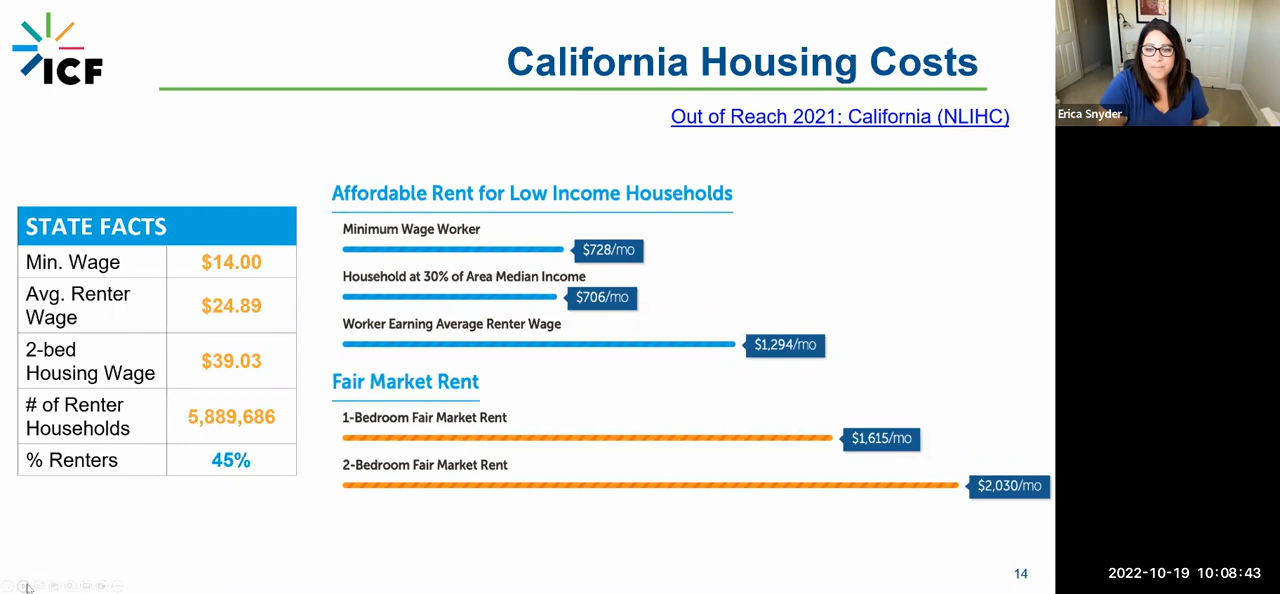 ICF
California Housing Costs
Out of Reach 2021: California (NLIHC)
Erica Snyder
STATE FACTS
Min. Wage $14.00
Avg. Renter
Wage $24.89
2-bed
Housing Wage $39.03
# of Renter
Households 5,889,686
% Renters 45%
Affordable Rent for Low Income Households
Minimum Wage Worker
$728/mo
Household at 30% of Area Median Income
$706/mo
Worker Earning Average Renter Wage
$1,294/mo
Fair Market Rent
1-Bedroom Fair Market Rent
$1,615/mo
2-Bedroom Fair Market Rent
$2,030/mo
14
2022-10-19 10:08:43